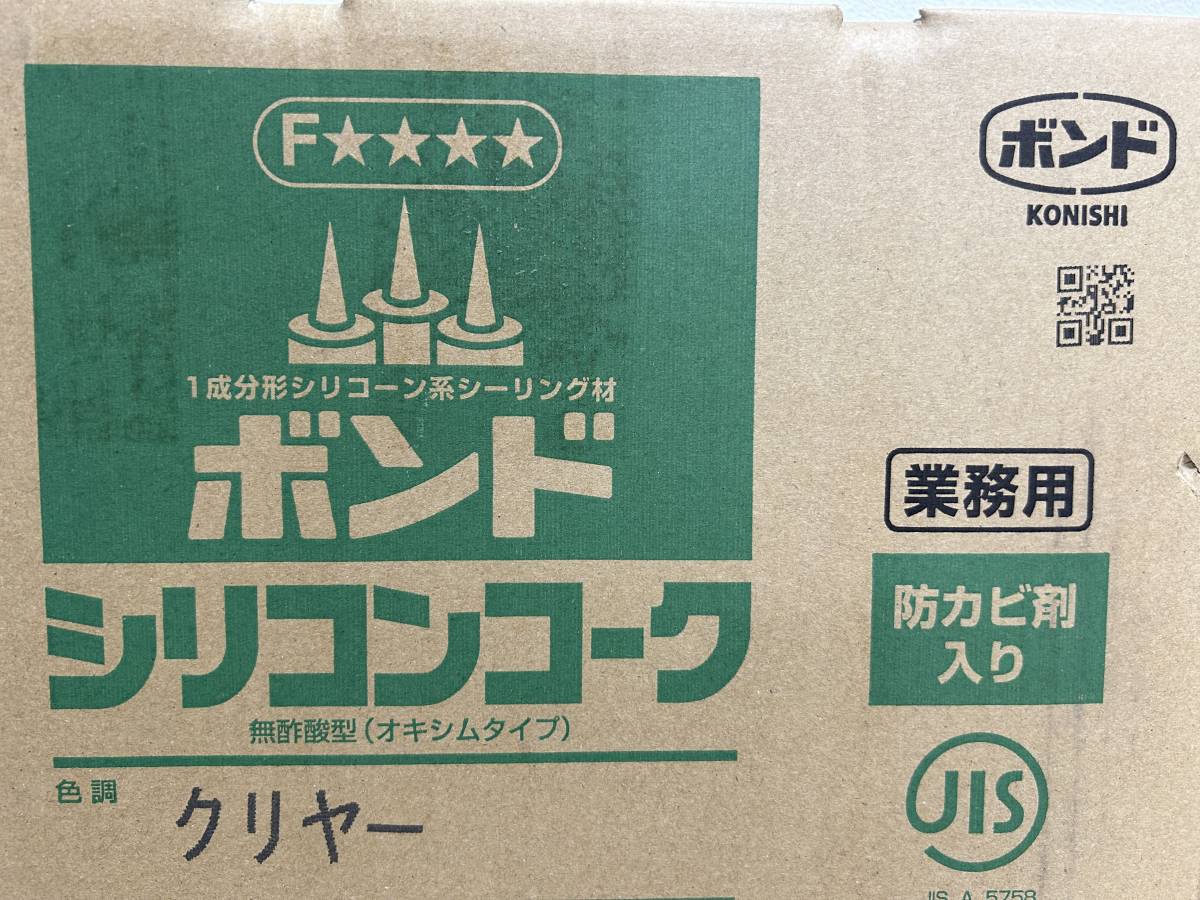 F★★★★
1成分形シリコーン系シーリング材
ボンド
シリコンコーク
無酢酸型(オキシムタイプ)
色調
クリヤー
ボンド
KONISHI
業務用
防カビ剤
入り
JIS
JIS A 5758